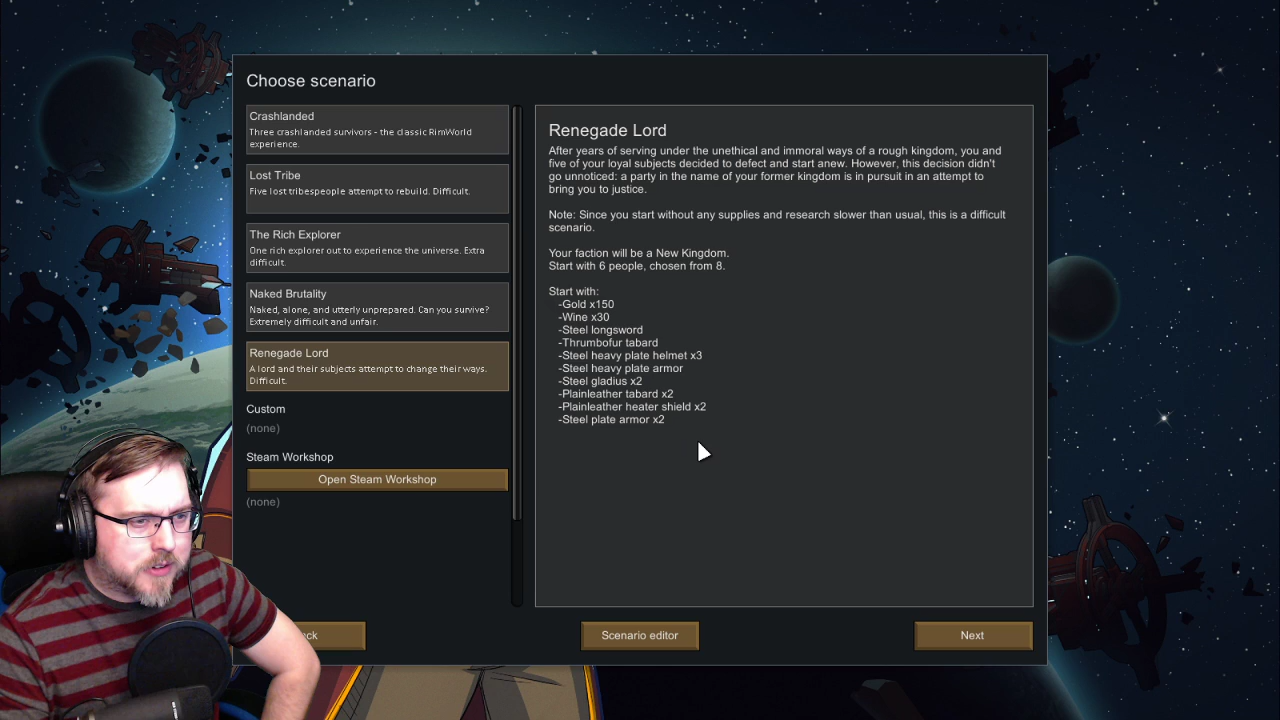 Choose scenario
Crashlanded
Three crashlanded survivors - the classic RimWorld
experience.
Lost Tribe
Five lost tribespeople attempt to rebuild. Difficult.
The Rich Explorer
One rich explorer out to experience the universe. Extra
difficult.
Naked Brutality
Naked, alone, and utterly unprepared. Can you survive?
Extremely difficult and unfair.
Renegade Lord
A lord and their subjects attempt to change their ways.
Difficult.
Custom
(none)
Steam Workshop
Open Steam Workshop
(none)
Renegade Lord
After years of serving under the unethical and immoral ways of a rough kingdom, you and
five of your loyal subjects decided to defect and start anew. However, this decision didn't
go unnoticed: a party in the name of your former kingdom is in pursuit in an attempt to
bring you to justice.
Note: Since you start without any supplies and research slower than usual, this is a difficult
scenario.
Your faction will be a New Kingdom.
Start with 6 people, chosen from 8.
Start with:
-Gold x150
-Wine x30
-Steel longsword
-Thrumbofur tabard
-Steel heavy plate helmet x3
-Steel heavy plate armor
-Steel gladius x2
-Plainleather tabard x2
-Plainleather heater shield x2
-Steel plate armor x2
Scenario editor
Next